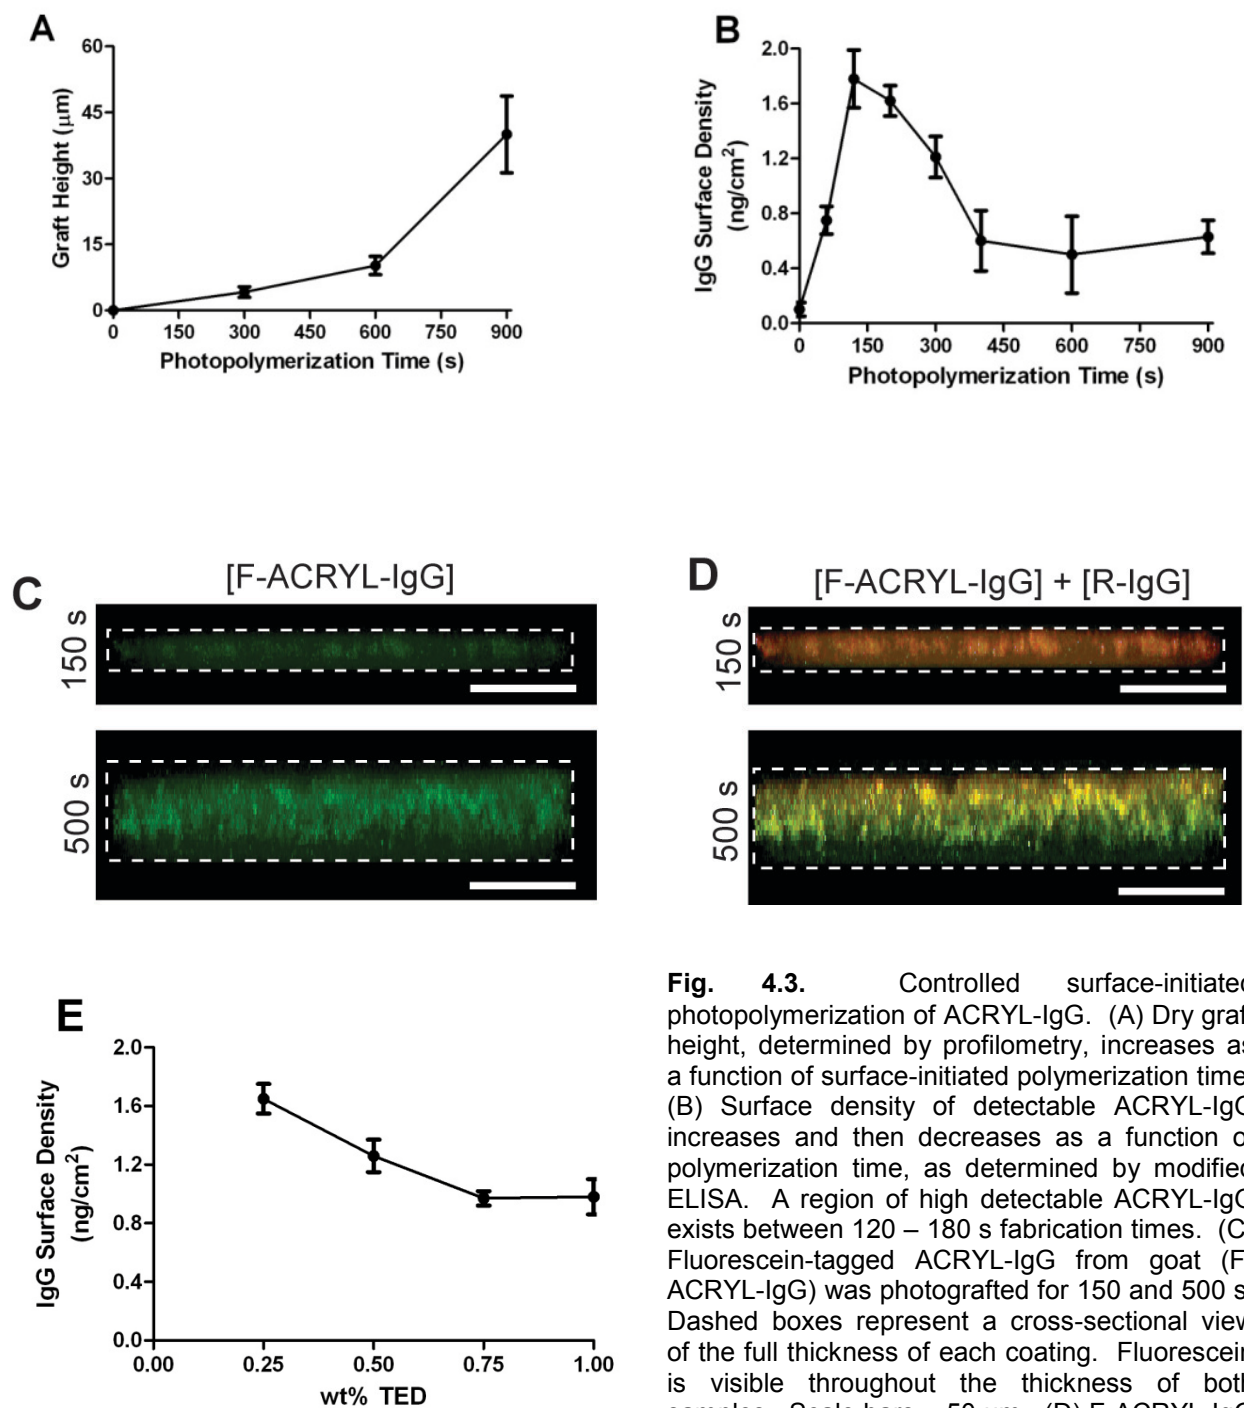 A
60
45
30
15
0
Graft Height (μm)
0 150 300 450 600 750 900
Photopolymerization Time (s)
B
2.0
1.6
1.2
0.8
0.4
0.0
IgG Surface Density
(ng/cm²)
0 150 300 450 600 750 900
Photopolymerization Time (s)
C
[F-ACRYL-IgG]
150 s
500 s
D
[F-ACRYL-IgG] + [R-IgG]
150 s
500 s
E
2.0
1.6
1.2
0.8
0.4
0.0
IgG Surface Density
(ng/cm²)
0.00 0.25 0.50 0.75 1.00
wt% TED
Fig. 4.3. Controlled surface-initiated
photopolymerization of ACRYL-IgG. (A) Dry graf
height, determined by profilometry, increases as
a function of surface-initiated polymerization time
(B) Surface density of detectable ACRYL-IgG
increases and then decreases as a function o
polymerization time, as determined by modified
ELISA. A region of high detectable ACRYL-IgG
exists between 120 – 180 s fabrication times. (C
Fluorescein-tagged ACRYL-IgG from goat (F
ACRYL-IgG) was photografted for 150 and 500 s
Dashed boxes represent a cross-sectional view
of the full thickness of each coating. Fluorescein
is visible throughout the thickness of both